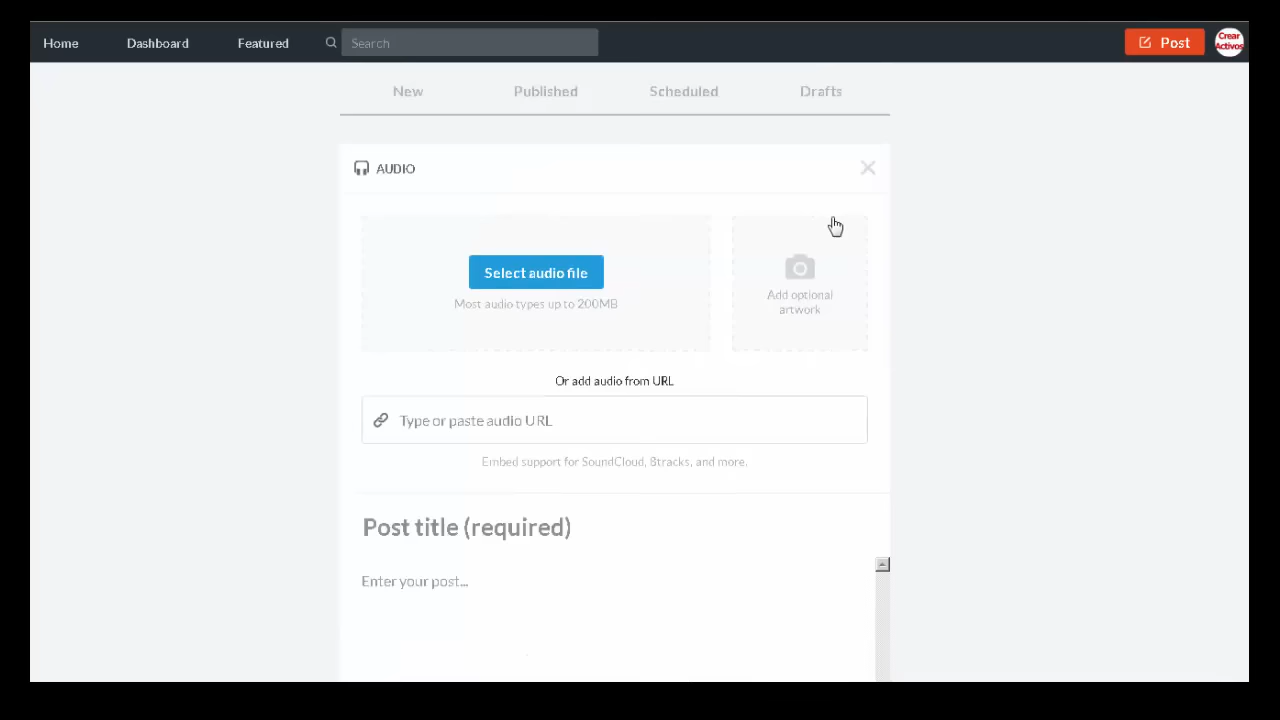 Home Dashboard Featured Search Post Crear Activos
New Published Scheduled Drafts
AUDIO
Select audio file
Most audio types up to 200MB
Add optional
artwork
Or add audio from URL
Type or paste audio URL
Embed support for SoundCloud, 8tracks, and more.
Post title (required)
Enter your post...